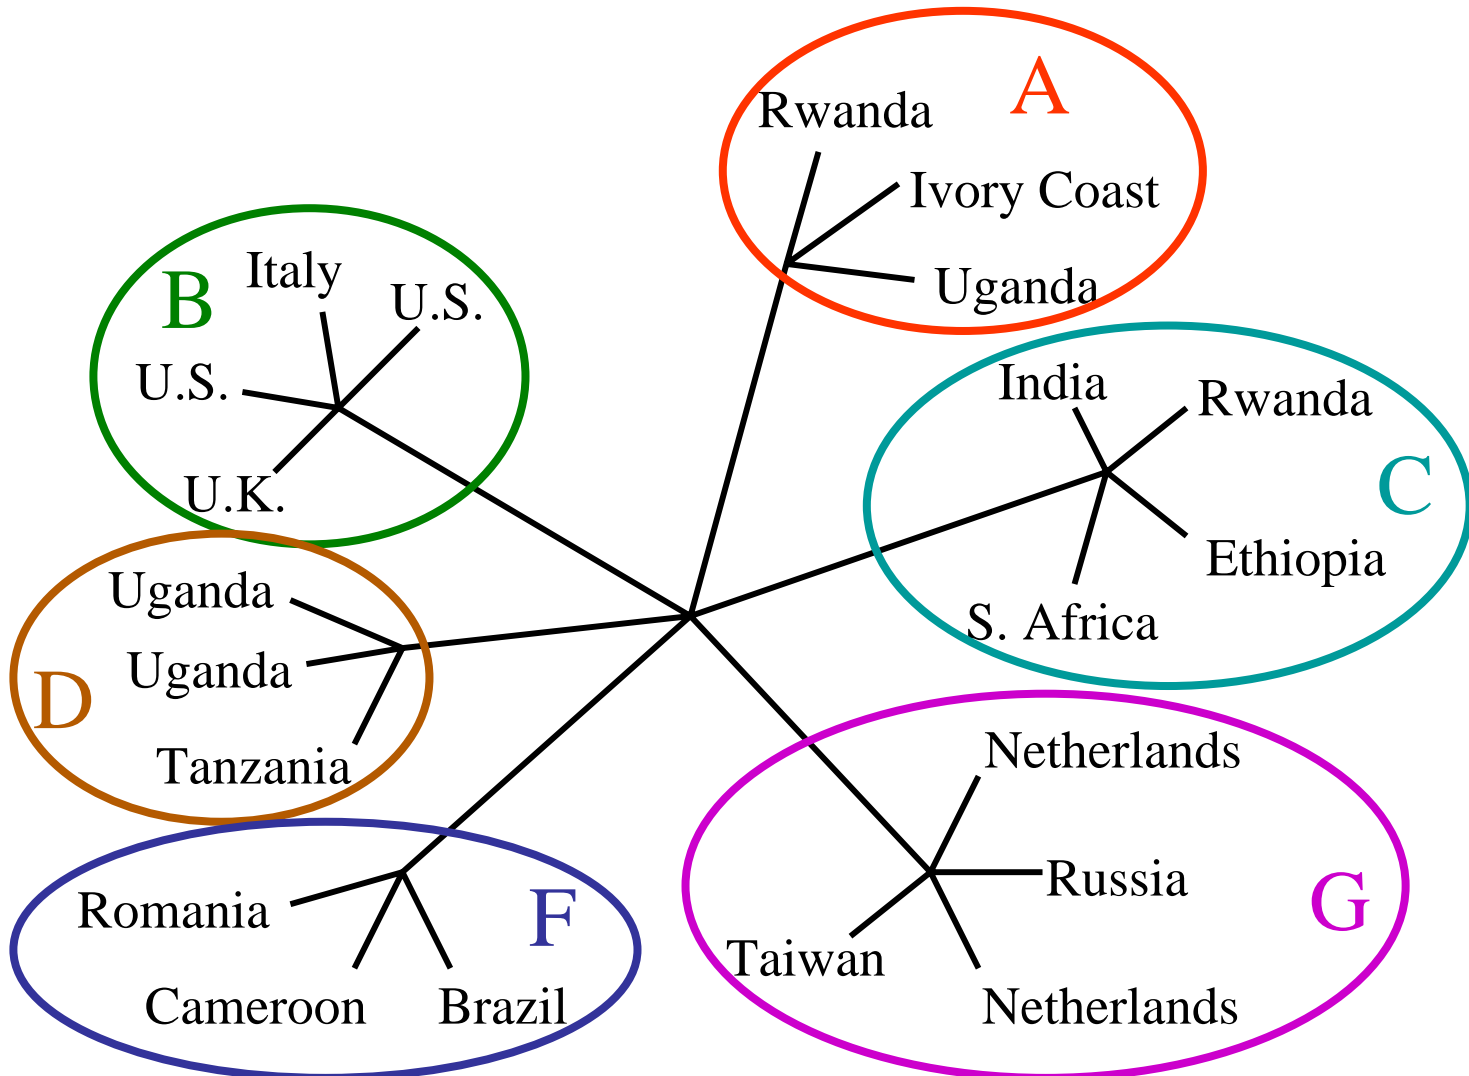 A
Rwanda
Ivory Coast
Uganda
B
Italy
U.S.
U.S.
U.K.
C
India
Rwanda
Ethiopia
S. Africa
D
Uganda
Uganda
Tanzania
F
Romania
Cameroon
Brazil
G
Netherlands
Russia
Taiwan
Netherlands